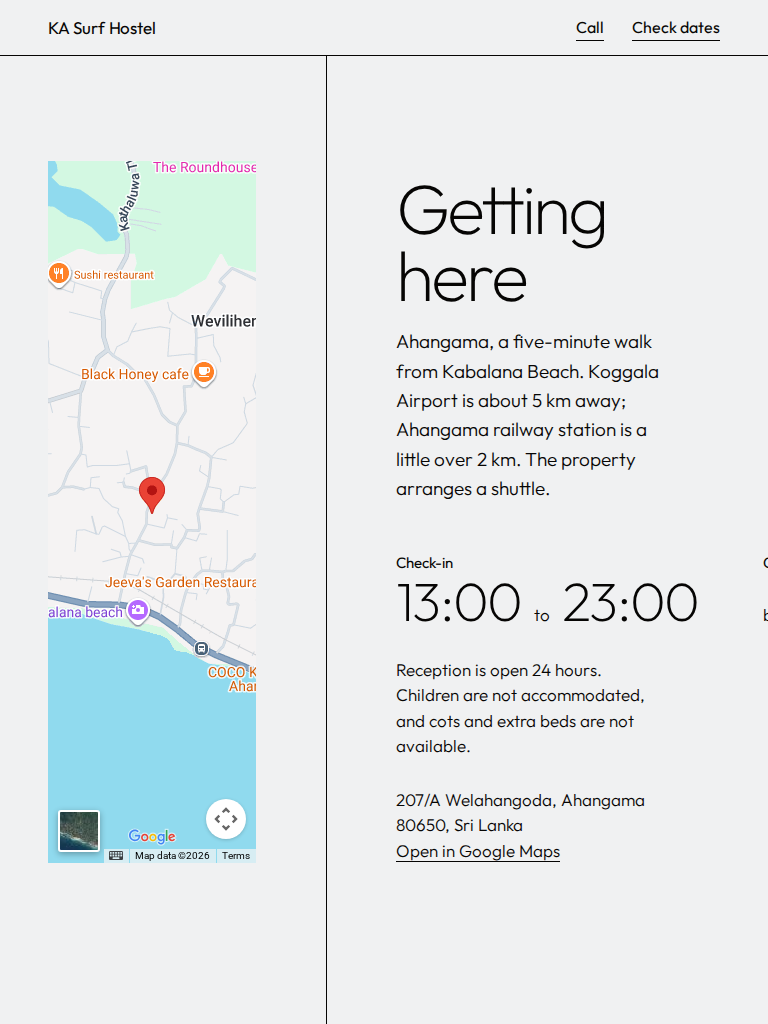 KA Surf Hostel
Call
Check dates
The Roundhouse
Kathaluwa
Sushi restaurant
Black Honey cafe
Jeeva's Garden
beach
COCO
Google
Map data ©2026
Terms
Getting
here
Ahangama, a five-minute walk
from Kabalana Beach. Koggala
Airport is about 5 km away;
Ahangama railway station is a
little over 2 km. The property
arranges a shuttle.
Check-in
13:00 to 23:00
Reception is open 24 hours.
Children are not accommodated,
and cots and extra beds are not
available.
207/A Welahangoda, Ahangama
80650, Sri Lanka
Open in Google Maps